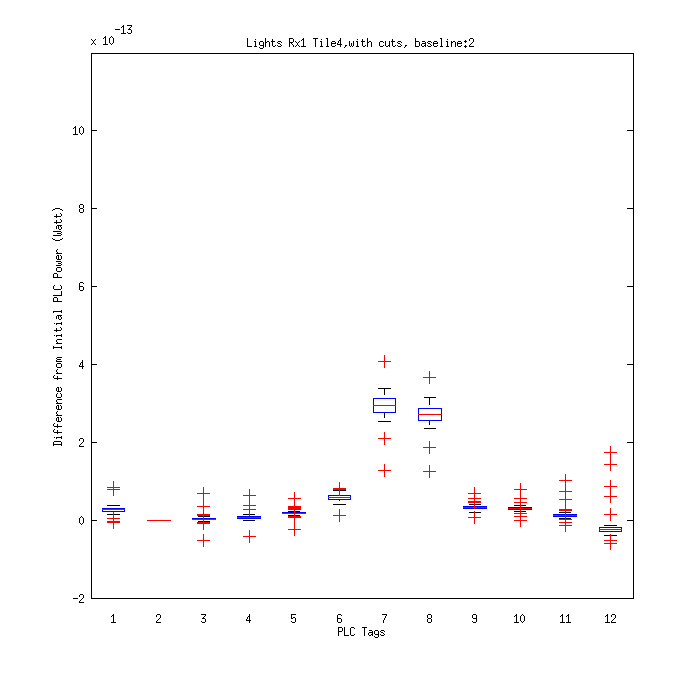 x 10-13
Lights Rx1 Tile4,with cuts, baseline:2
10
8
6
4
2
0
-2
Difference from Initial PLC Power (Watt)
1 2 3 4 5 6 7 8 9 10 11 12
PLC Tags